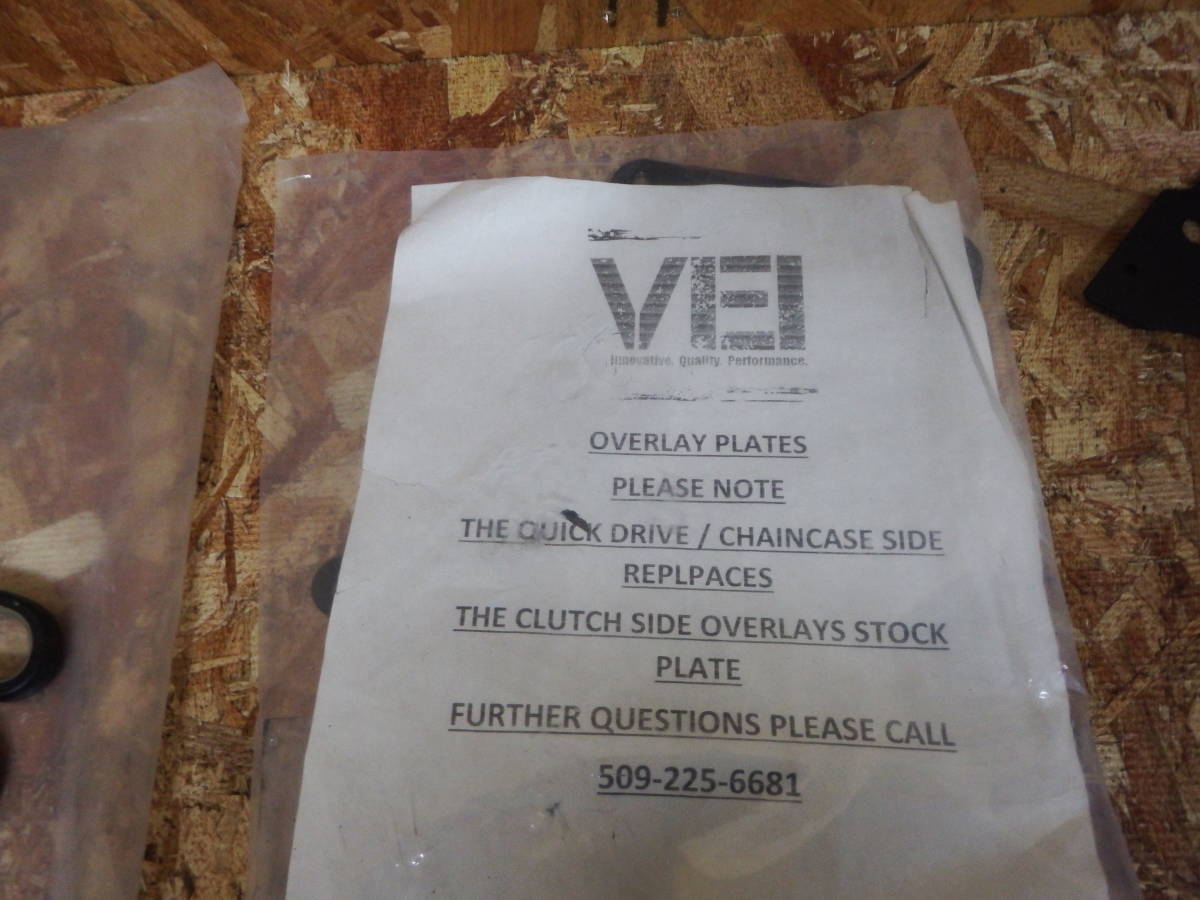 YEI
Innovative. Quality. Performance.
OVERLAY PLATES
PLEASE NOTE
THE QUICK DRIVE / CHAINCASE SIDE
REPLPACES
THE CLUTCH SIDE OVERLAYS STOCK
PLATE
FURTHER QUESTIONS PLEASE CALL
509-225-6681